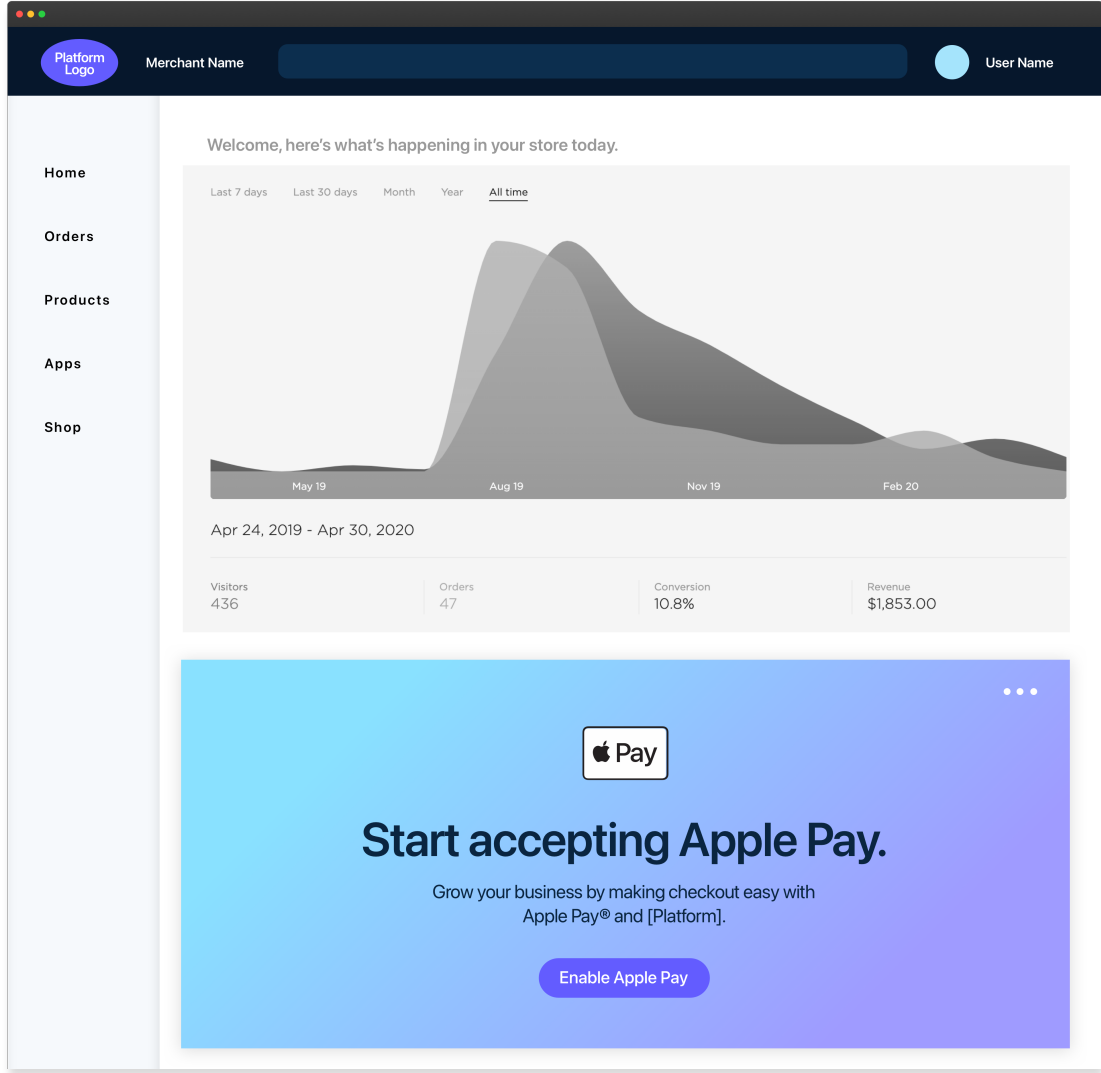 Platform
Logo
Merchant Name
User Name
Home
Orders
Products
Apps
Shop
Welcome, here's what's happening in your store today.
Last 7 days Last 30 days Month Year All time
May 19 Aug 19 Nov 19 Feb 20
Apr 24, 2019 - Apr 30, 2020
Visitors Orders Conversion Revenue
436 47 10.8% $1,853.00
Pay
Start accepting Apple Pay.
Grow your business by making checkout easy with
Apple Pay® and [Platform].
Enable Apple Pay